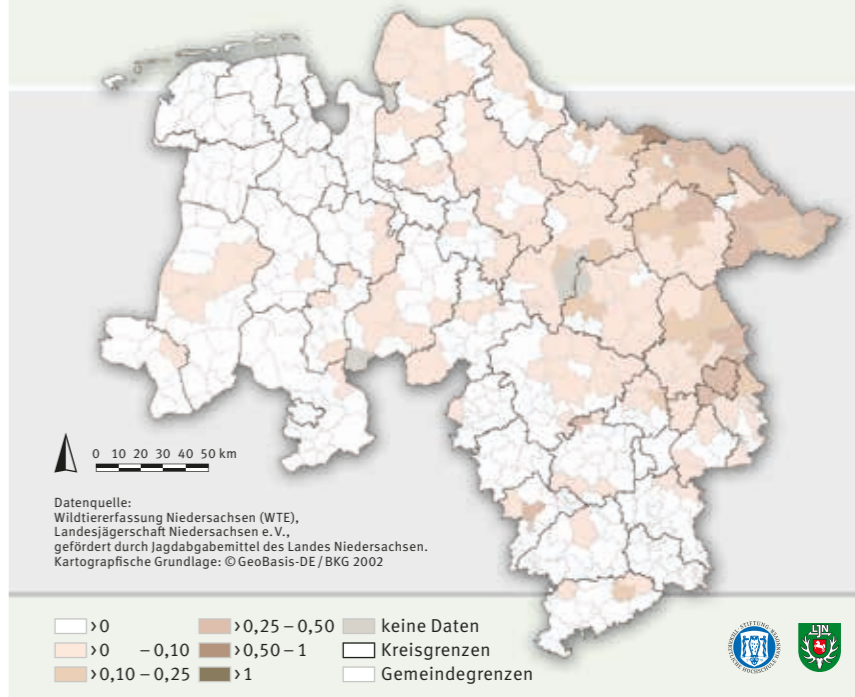 0 10 20 30 40 50 km
Datenquelle:
Wildtiererfassung Niedersachsen (WTE),
Landesjägerschaft Niedersachsen e.V.,
gefördert durch Jagdabgabemittel des Landes Niedersachsen.
Kartografische Grundlage: © GeoBasis-DE / BKG 2002
>0
>0 – 0,10
>0,10 – 0,25
>0,25 – 0,50
>0,50 – 1
>1
keine Daten
Kreisgrenzen
Gemeindegrenzen
LJN